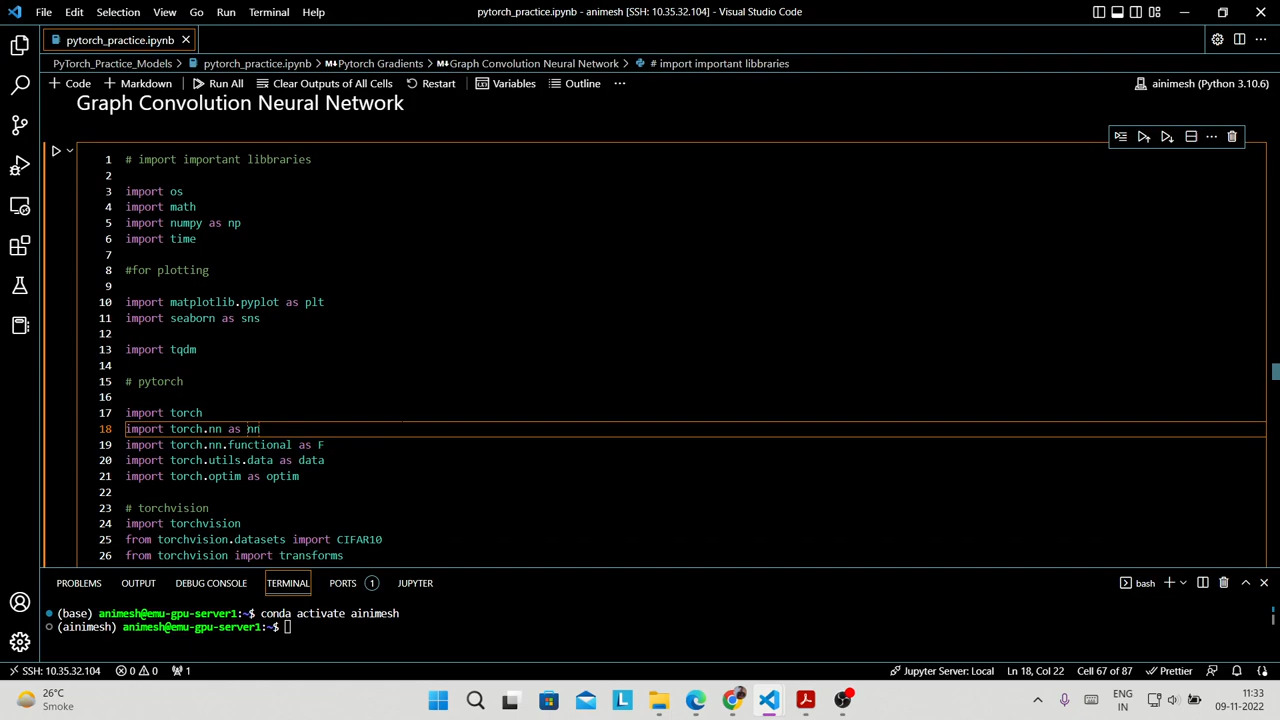 File Edit Selection View Go Run Terminal Help pytorch_practice.ipynb - animesh [SSH: 10.35.32.104] - Visual Studio Code
pytorch_practice.ipynb
PyTorch_Practice_Models > pytorch_practice.ipynb > Pytorch Gradients > Graph Convolution Neural Network > # import important libbraries
Code + Markdown Run All Clear Outputs of All Cells Restart Variables Outline ··· ainimesh (Python 3.10.6)
Graph Convolution Neural Network
1 # import important libbraries
2
3 import os
4 import math
5 import numpy as np
6 import time
7
8 #for plotting
9
10 import matplotlib.pyplot as plt
11 import seaborn as sns
12
13 import tqdm
14
15 # pytorch
16
17 import torch
18 import torch.nn as nn
19 import torch.nn.functional as F
20 import torch.utils.data as data
21 import torch.optim as optim
22
23 # torchvision
24 import torchvision
25 from torchvision.datasets import CIFAR10
26 from torchvision import transforms
PROBLEMS OUTPUT DEBUG CONSOLE TERMINAL PORTS 1 JUPYTER bash
(base) animesh@emu-gpu-server1:~$ conda activate ainimesh
(ainimesh) animesh@emu-gpu-server1:~$
SSH: 10.35.32.104 0 0 1 Jupyter Server: Local Ln 18, Col 22 Cell 67 of 87 Prettier
26°C
Smoke
ENG
IN
11:33
09-11-2022